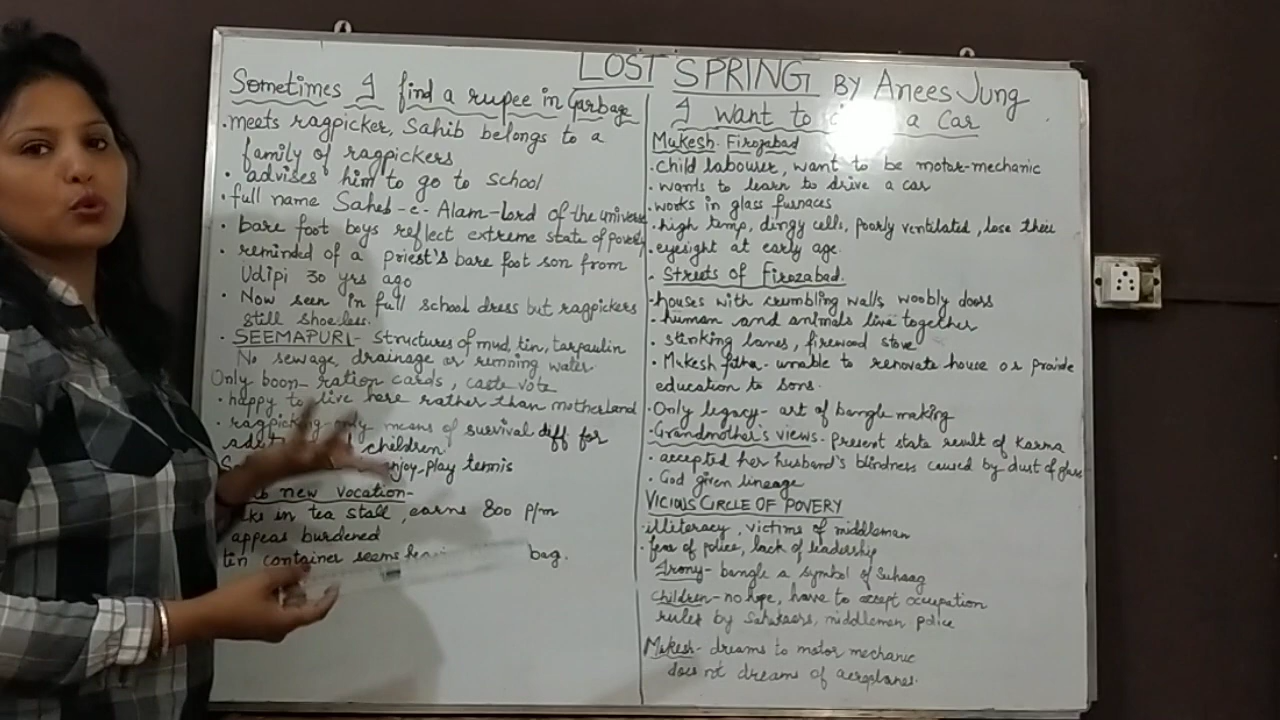 LOST SPRING BY Anees Jung
Sometimes I find a rupee in Garbage
• meets ragpicker, Sahib belongs to a
family of ragpickers
• advises him to go to School
• full name Saheb-e-Alam-lord of the universe
• bare foot boys reflect extreme state of poverty
• reminded of a priest's bare foot son from
Udipi 30 yrs ago
• Now seen in full school dress but ragpickers
still shoeless.
• SEEMAPURI- Structures of mud, tin, tarpaulin
No sewage, drainage or running water
Only boon- ration cards, caste vote
• happy to live here rather than motherland
• ragpicking-only means of survival diff for
children.
enjoy-play tennis
new vocation-
in tea stall, earns 800 p/m
appeas burdened
tin container seems bag.
I want to a Car
Mukesh. Firozabad
• Child labourer, want to be motor-mechanic
• wants to learn to drive a car
• works in glass furnaces
• high temp, dingy cells, poorly ventilated, lose their
• eyesight at early age.
• Streets of Firozabad.
• houses with crumbling walls, woobly doors
• human and animals live together
• stinking lanes, firewood stove
• Mukesh fatha- unable to renovate house or provide
education to sons.
Only legacy- art of bangle making
• Grandmother's views- Present state result of Karma
• accepted her husband's blindness caused by dust of glass
• God given lineage
VICIOUS CIRCLE OF POVERY
• illiteracy, victims of middleman
• fear of police, lack of leadership
Irony- bangle a symbol of Suhaag
Children- no hope, have to accept occupation
rules by Sahukaars, middlemen police
Mukesh- dreams to motor mechanic
does not dreams of aeroplanes.